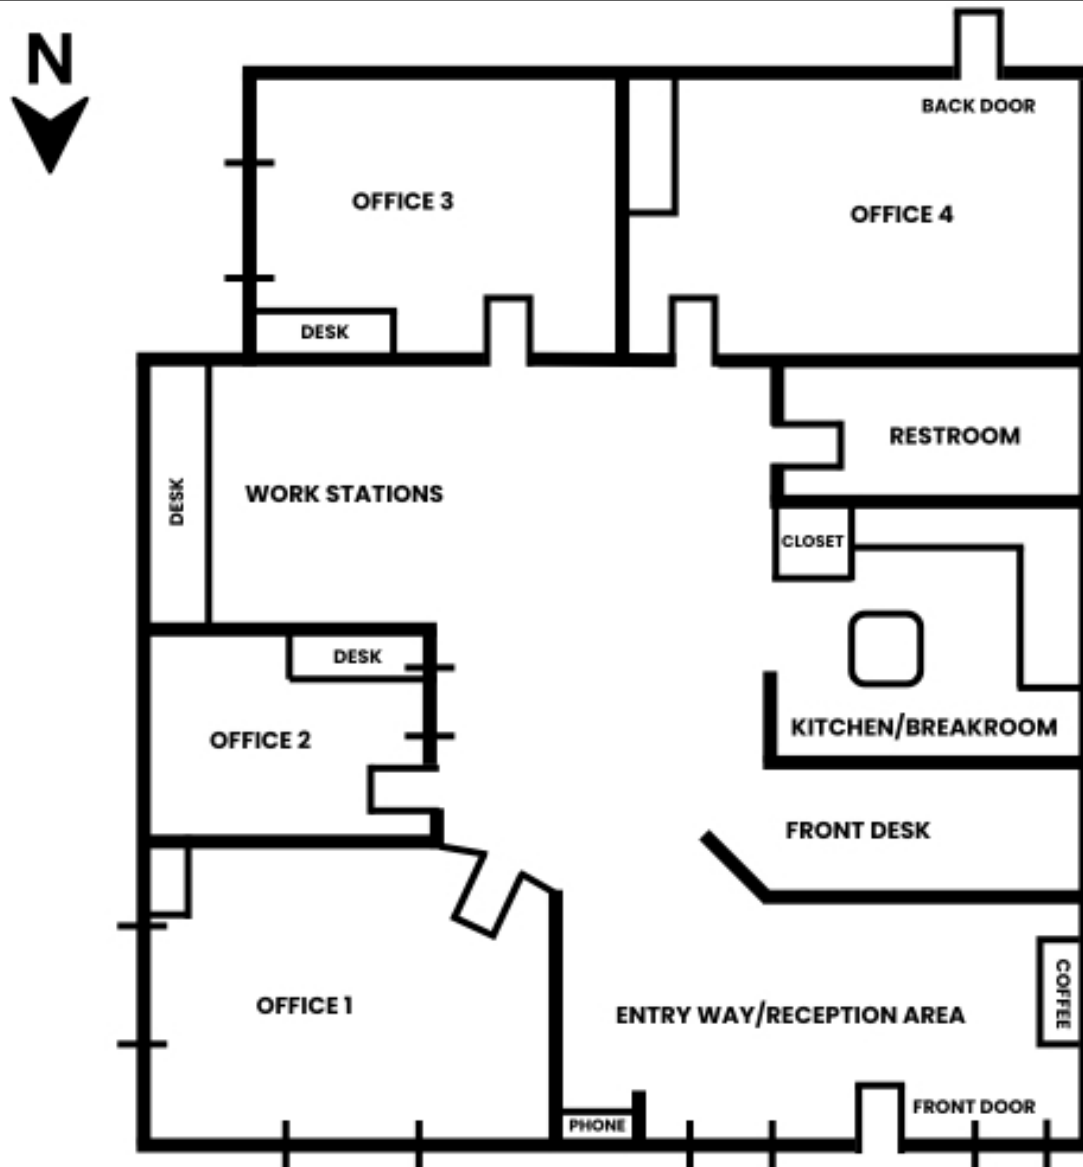 N
BACK DOOR
OFFICE 3
OFFICE 4
DESK
RESTROOM
DESK
WORK STATIONS
CLOSET
DESK
OFFICE 2
KITCHEN/BREAKROOM
FRONT DESK
OFFICE 1
ENTRY WAY/RECEPTION AREA
COFFEE
FRONT DOOR
PHONE